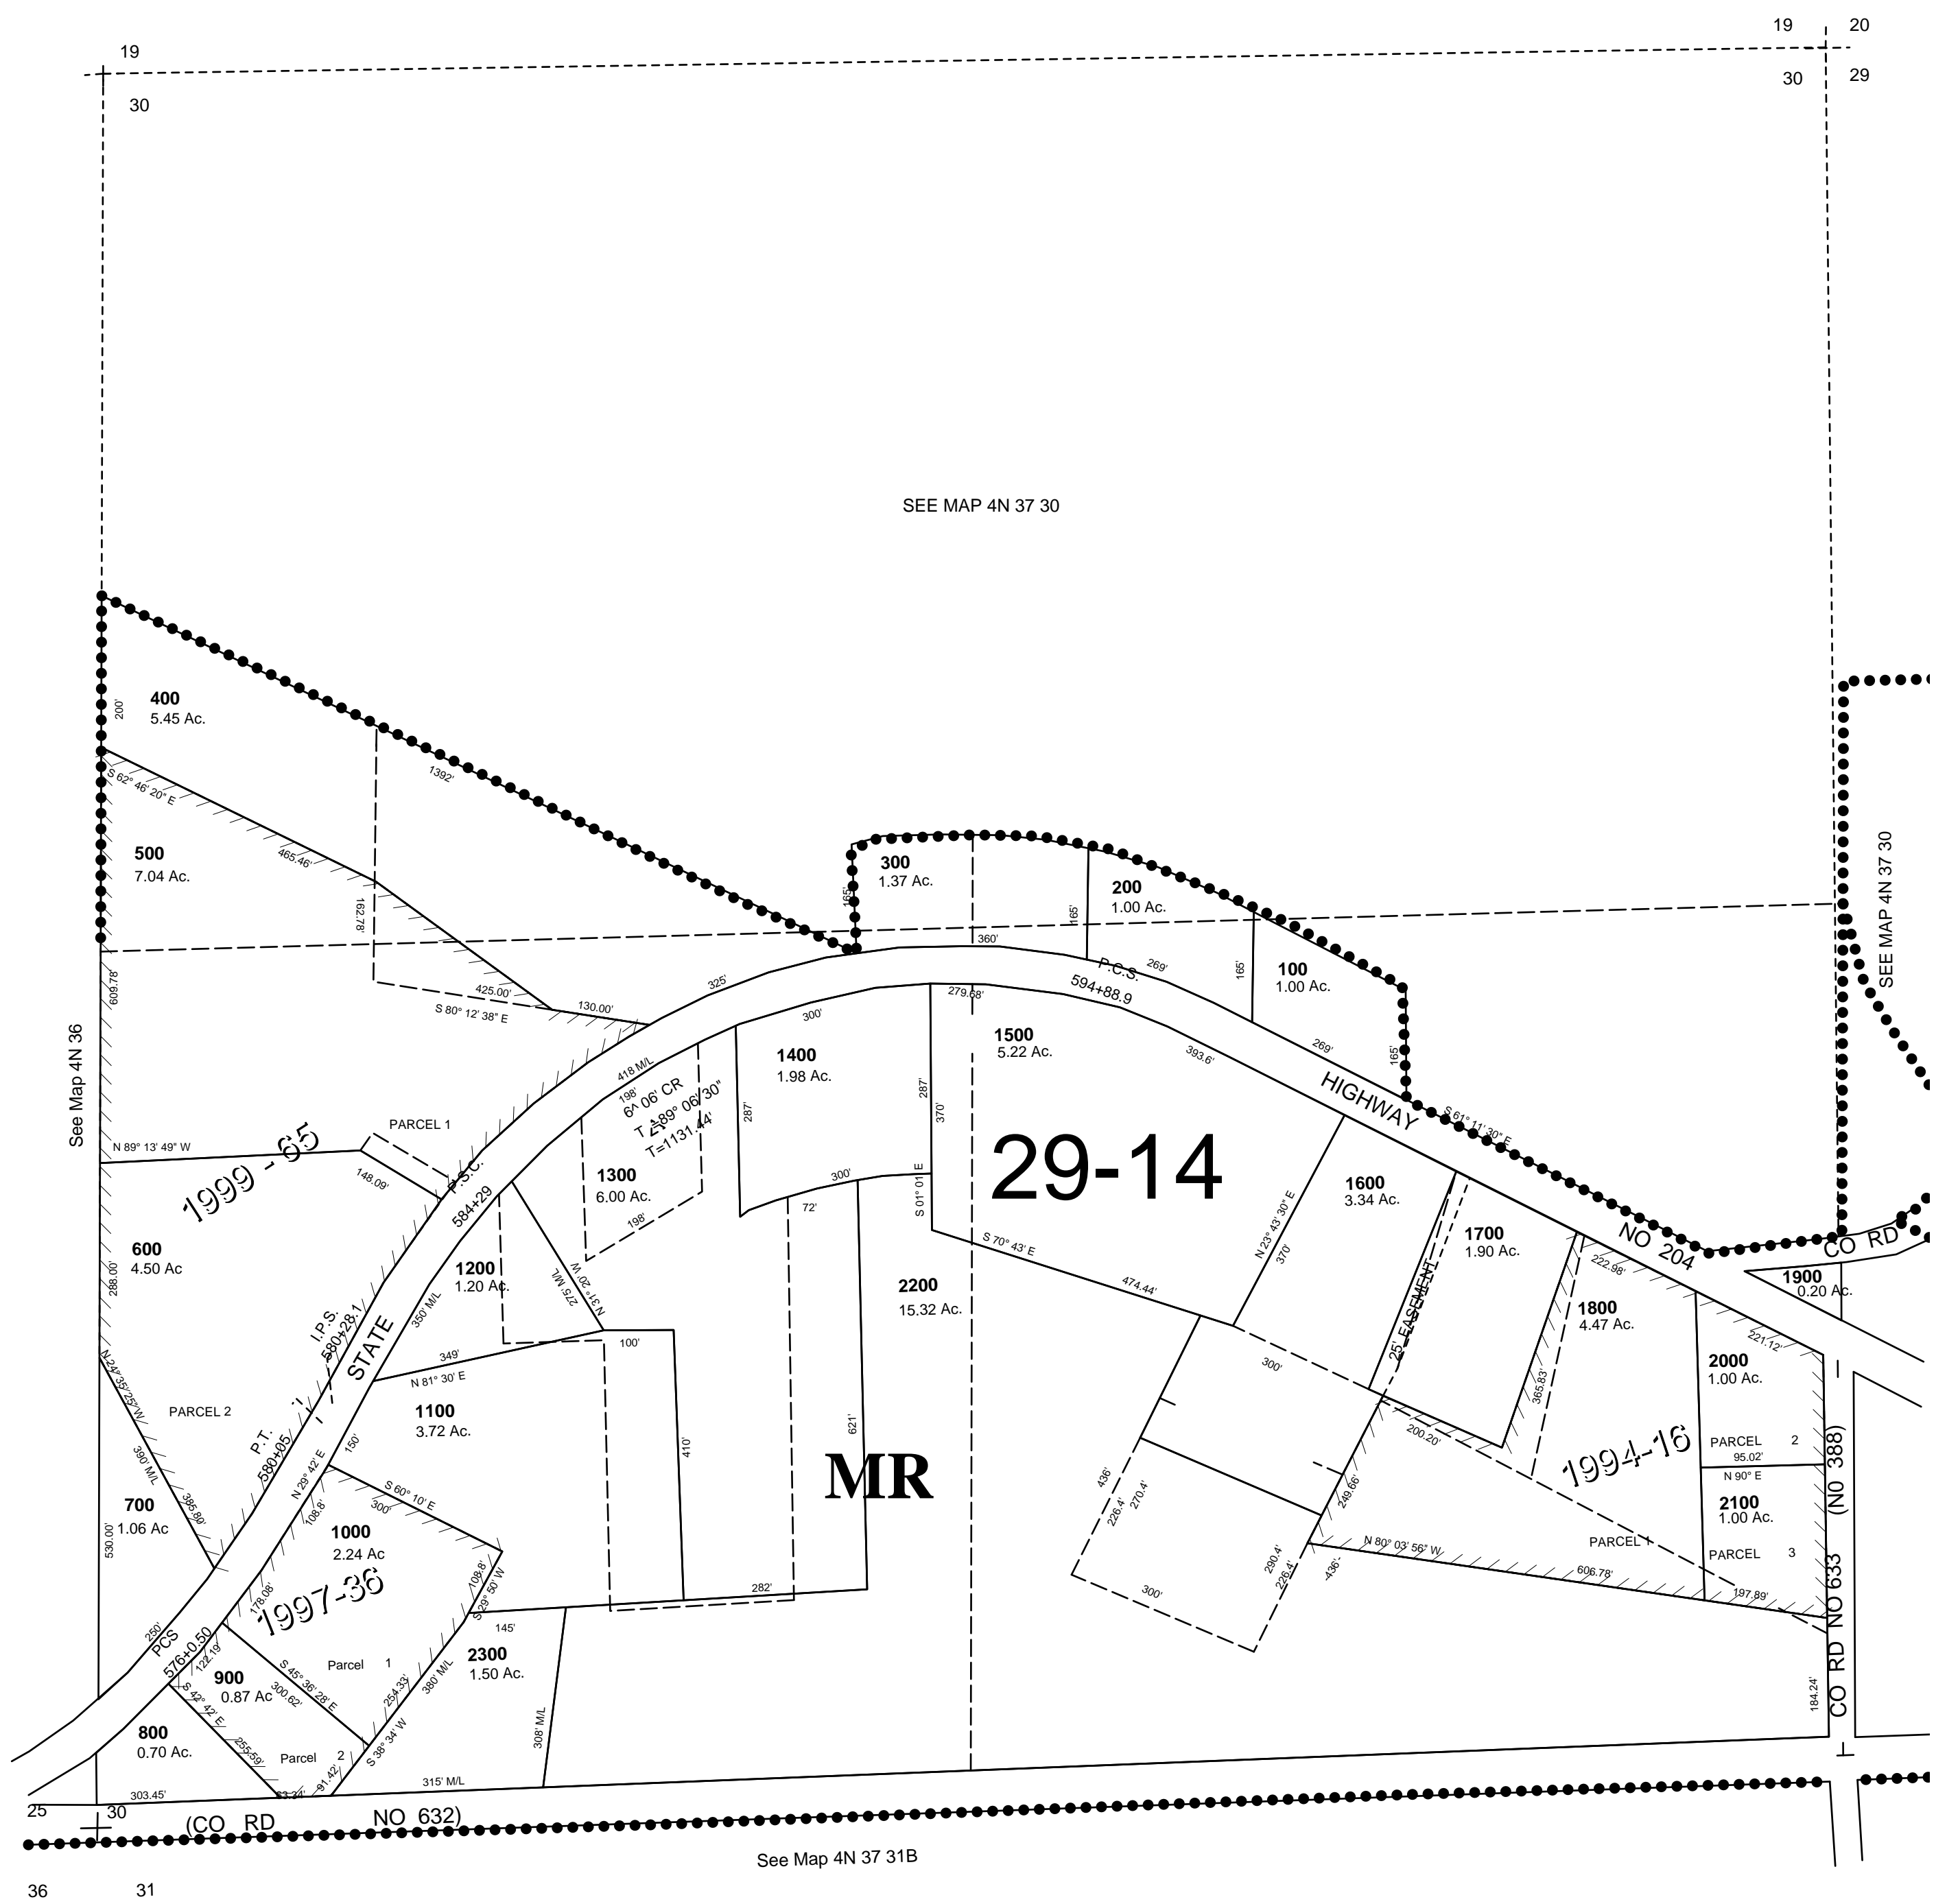 19
30
19
20
30
29
SEE MAP 4N 37 30
400
5.45 Ac.
200'
1392'
S 62° 46' 20" E
465.46'
500
7.04 Ac.
162.78'
609.78'
425.00'
S 80° 12' 38" E
130.00'
See Map 4N 36
SEE MAP 4N 37 30
300
1.37 Ac.
165'
200
1.00 Ac.
165'
360'
P.C.S.
594+88.9
269'
165'
100
1.00 Ac.
269'
165'
325'
279.68'
300'
393.6'
HIGHWAY
S 61° 11' 30" E
NO 204
CO RD
418 M/L
198'
6^ 06' CR
T =89° 06' 30"
T=1131.44'
1400
1.98 Ac.
287'
287'
370'
300'
72'
S 01° 01 E
1500
5.22 Ac.
29-14
S 70° 43' E
474.44'
N 23° 43' 30" E
370'
1600
3.34 Ac.
25' EASEMENT
1700
1.90 Ac.
222.98'
365.83'
1800
4.47 Ac.
1900
0.20 Ac.
221.12'
2000
1.00 Ac.
PARCEL 2
95.02'
N 90° E
2100
1.00 Ac.
PARCEL 3
PARCEL 1
197.89'
1994-16
200.20'
300'
249.66'
N 80° 03' 56" W
606.78'
436'
226.4'
270.4'
290.4'
226.4'
-436'-
300'
184.24'
CO RD NO 633 (N0 388)
N 89° 13' 49" W
PARCEL 1
148.09'
1999 - 65
P.S.C.
584+29
1300
6.00 Ac.
198'
600
4.50 Ac
288.00'
1200
1.20 Ac.
275' M/L
N 31° 20' W
350' M/L
I.P.S.
580+28.1
STATE
349'
N 81° 30' E
100'
2200
15.32 Ac.
N 24° 35' 25" W
PARCEL 2
390' M/L
385.89'
P.T.
580+05
1100
3.72 Ac.
410'
621'
MR
N 29° 42' E
150'
108.8'
S 60° 10' E
300'
700
1.06 Ac
530.00'
1000
2.24 Ac
108.8'
S 29° 50' W
282'
1997-36
178.08'
145'
250'
PCS
576+0.50
122.19'
Parcel 1
254.33'
380' M/L
2300
1.50 Ac.
308' M/L
900
0.87 Ac
S 45° 36' 28" E
300.62'
S 42° 42' E
255.59'
Parcel 2
S 38° 34' W
91.42'
800
0.70 Ac.
303.45'
315' M/L
25
30
(CO RD NO 632)
See Map 4N 37 31B
36
31